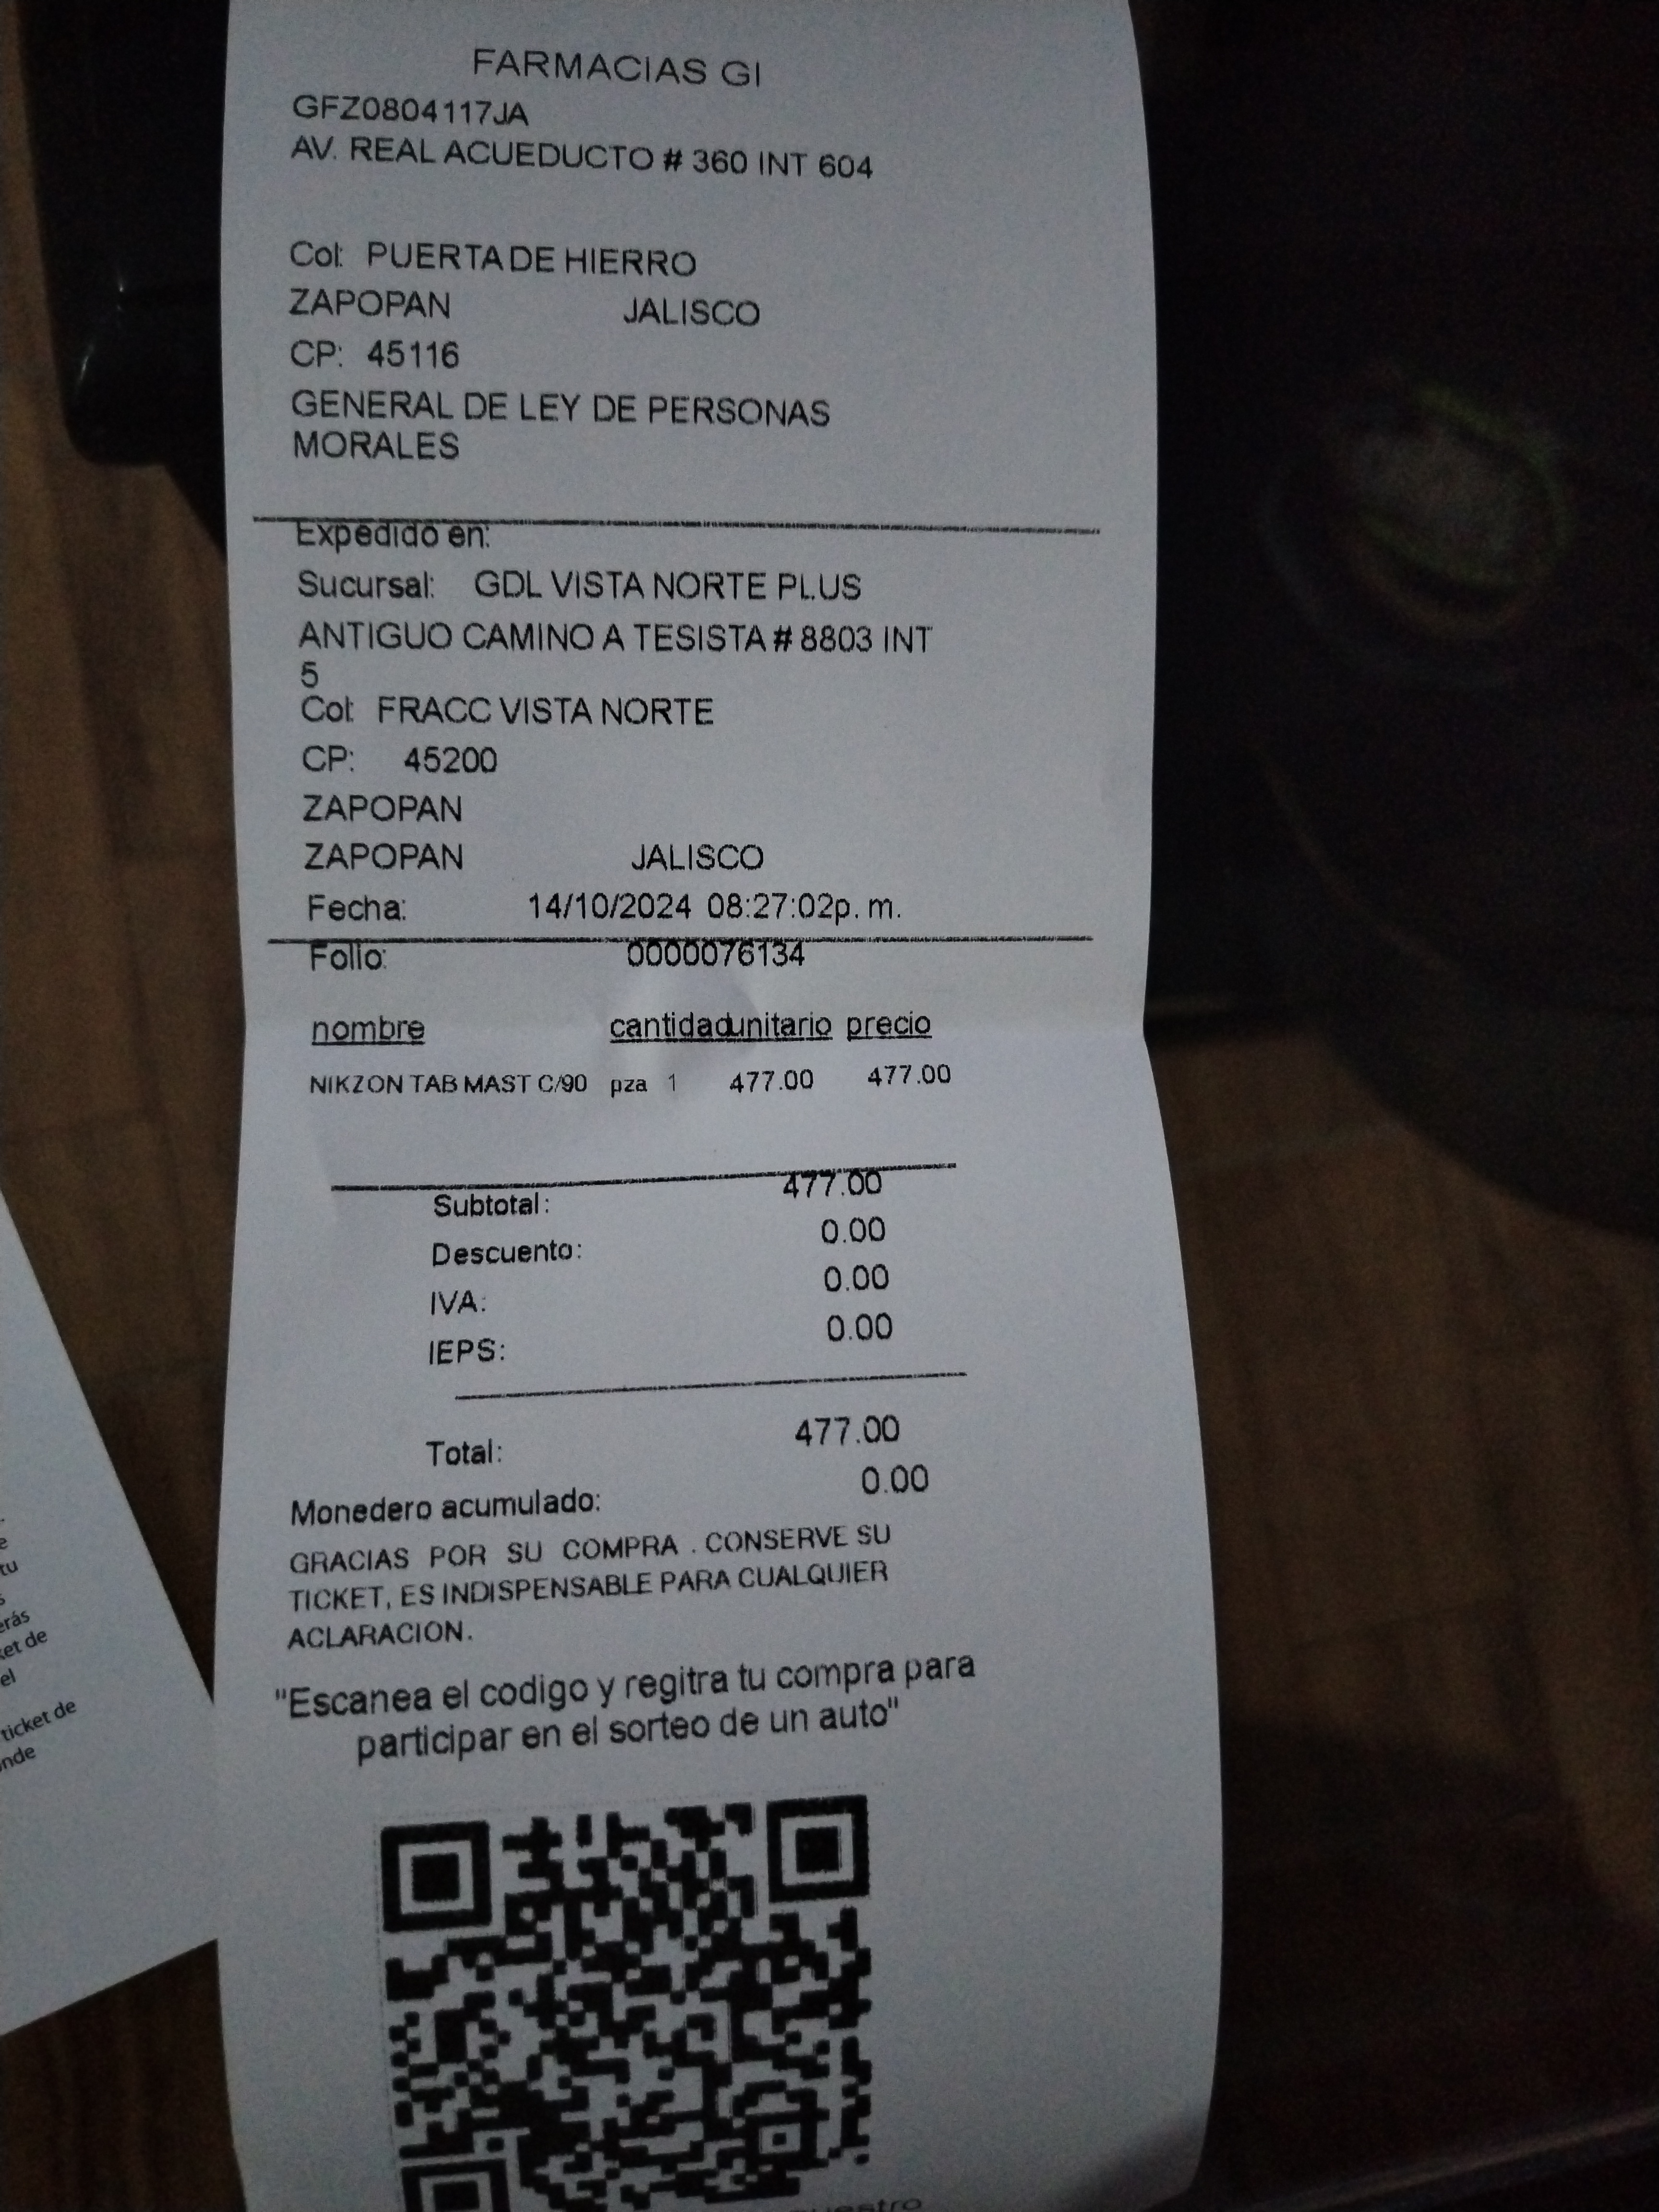 FARMACIAS GI
GFZ0804117JA
AV. REAL ACUEDUCTO # 360 INT 604
Col: PUERTA DE HIERRO
ZAPOPAN JALISCO
CP: 45116
GENERAL DE LEY DE PERSONAS
MORALES
Expedido en:
Sucursal: GDL VISTA NORTE PLUS
ANTIGUO CAMINO A TESISTA # 8803 INT
5
Col: FRACC VISTA NORTE
CP: 45200
ZAPOPAN
ZAPOPAN JALISCO
Fecha: 14/10/2024 08:27:02p. m.
Folio: 0000076134
nombre cantidad unitario precio
NIKZON TAB MAST C/90 pza 1 477.00 477.00
Subtotal: 477.00
Descuento: 0.00
IVA: 0.00
IEPS: 0.00
Total: 477.00
Monedero acumulado: 0.00
GRACIAS POR SU COMPRA . CONSERVE SU
TICKET, ES INDISPENSABLE PARA CUALQUIER
ACLARACION.
"Escanea el codigo y regitra tu compra para
participar en el sorteo de un auto"
tu
ticket de